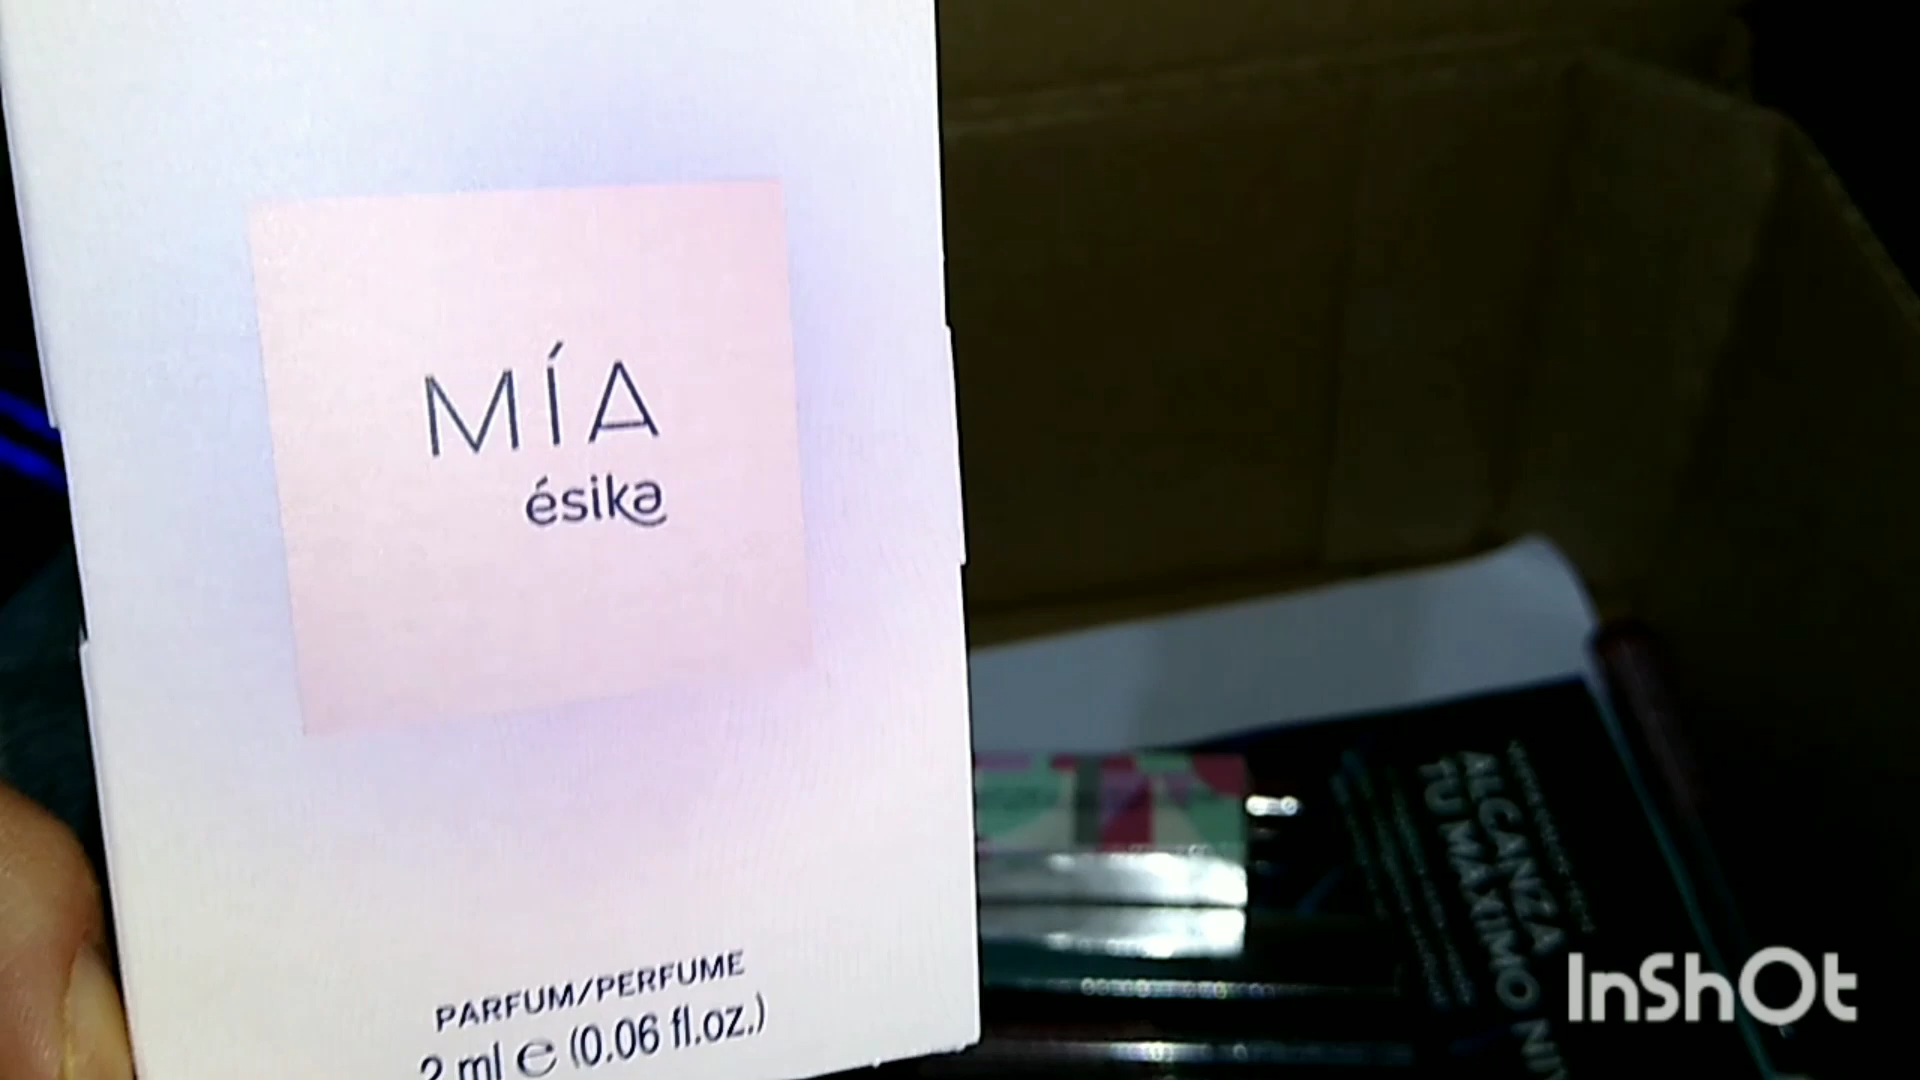 MÍA
ésika
PARFUM/PERFUME
2 ml ℮ (0.06 fl.oz.)
ALCANZA
TU MÁXIMO
InShOt